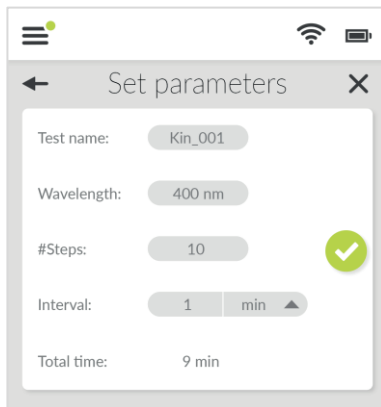 Set parameters
Test name: Kin_001
Wavelength: 400 nm
#Steps: 10
Interval: 1 min
Total time: 9 min